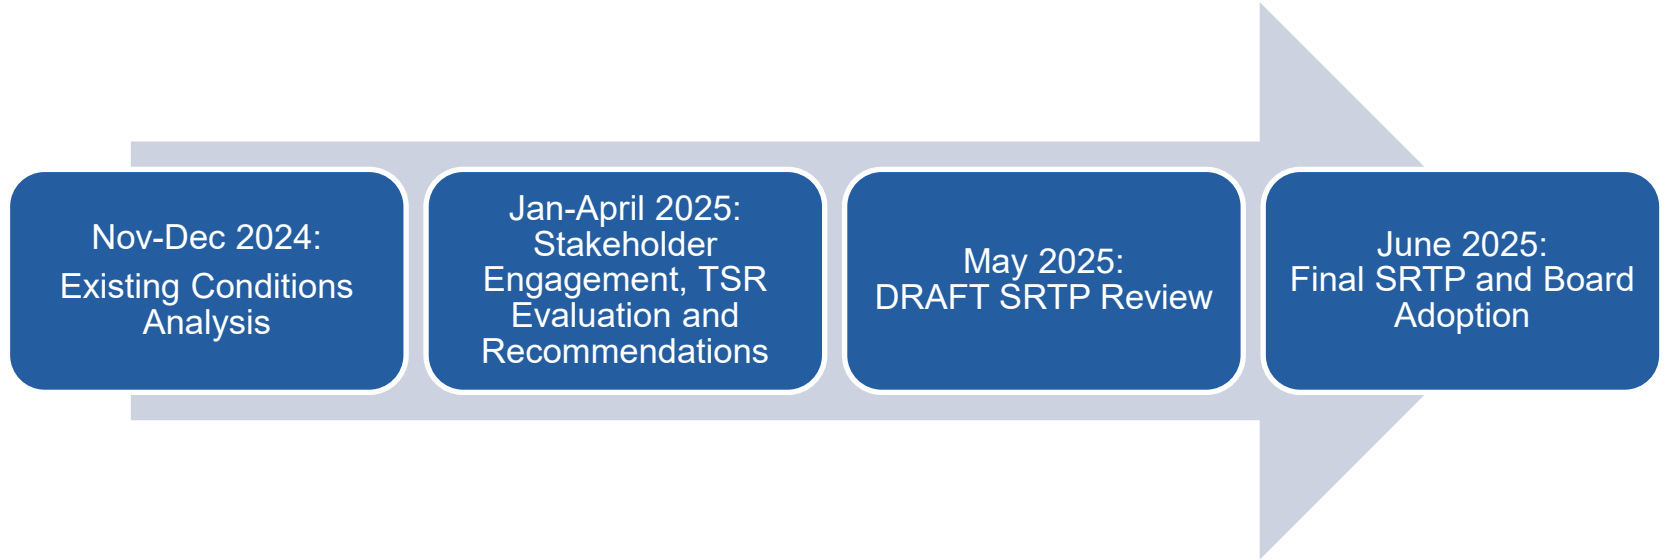 Nov-Dec 2024:
Existing Conditions
Analysis
Jan-April 2025:
Stakeholder
Engagement, TSR
Evaluation and
Recommendations
May 2025:
DRAFT SRTP Review
June 2025:
Final SRTP and Board
Adoption